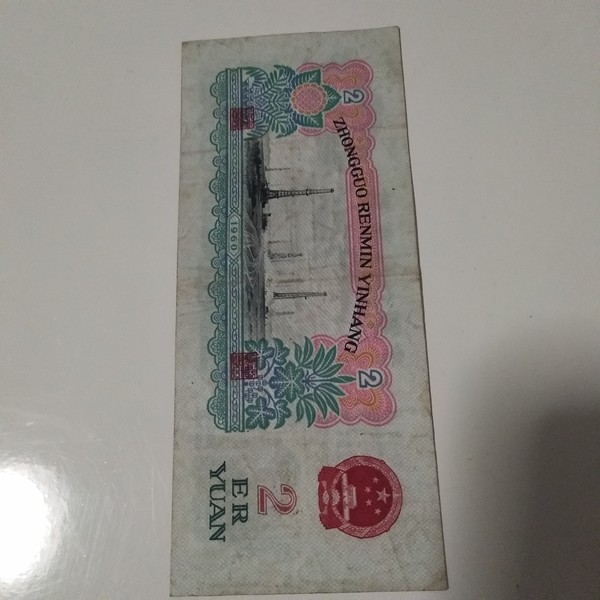 ZHONGGUO RENMIN YINHANG
2
2
1960
2
ER
YUAN